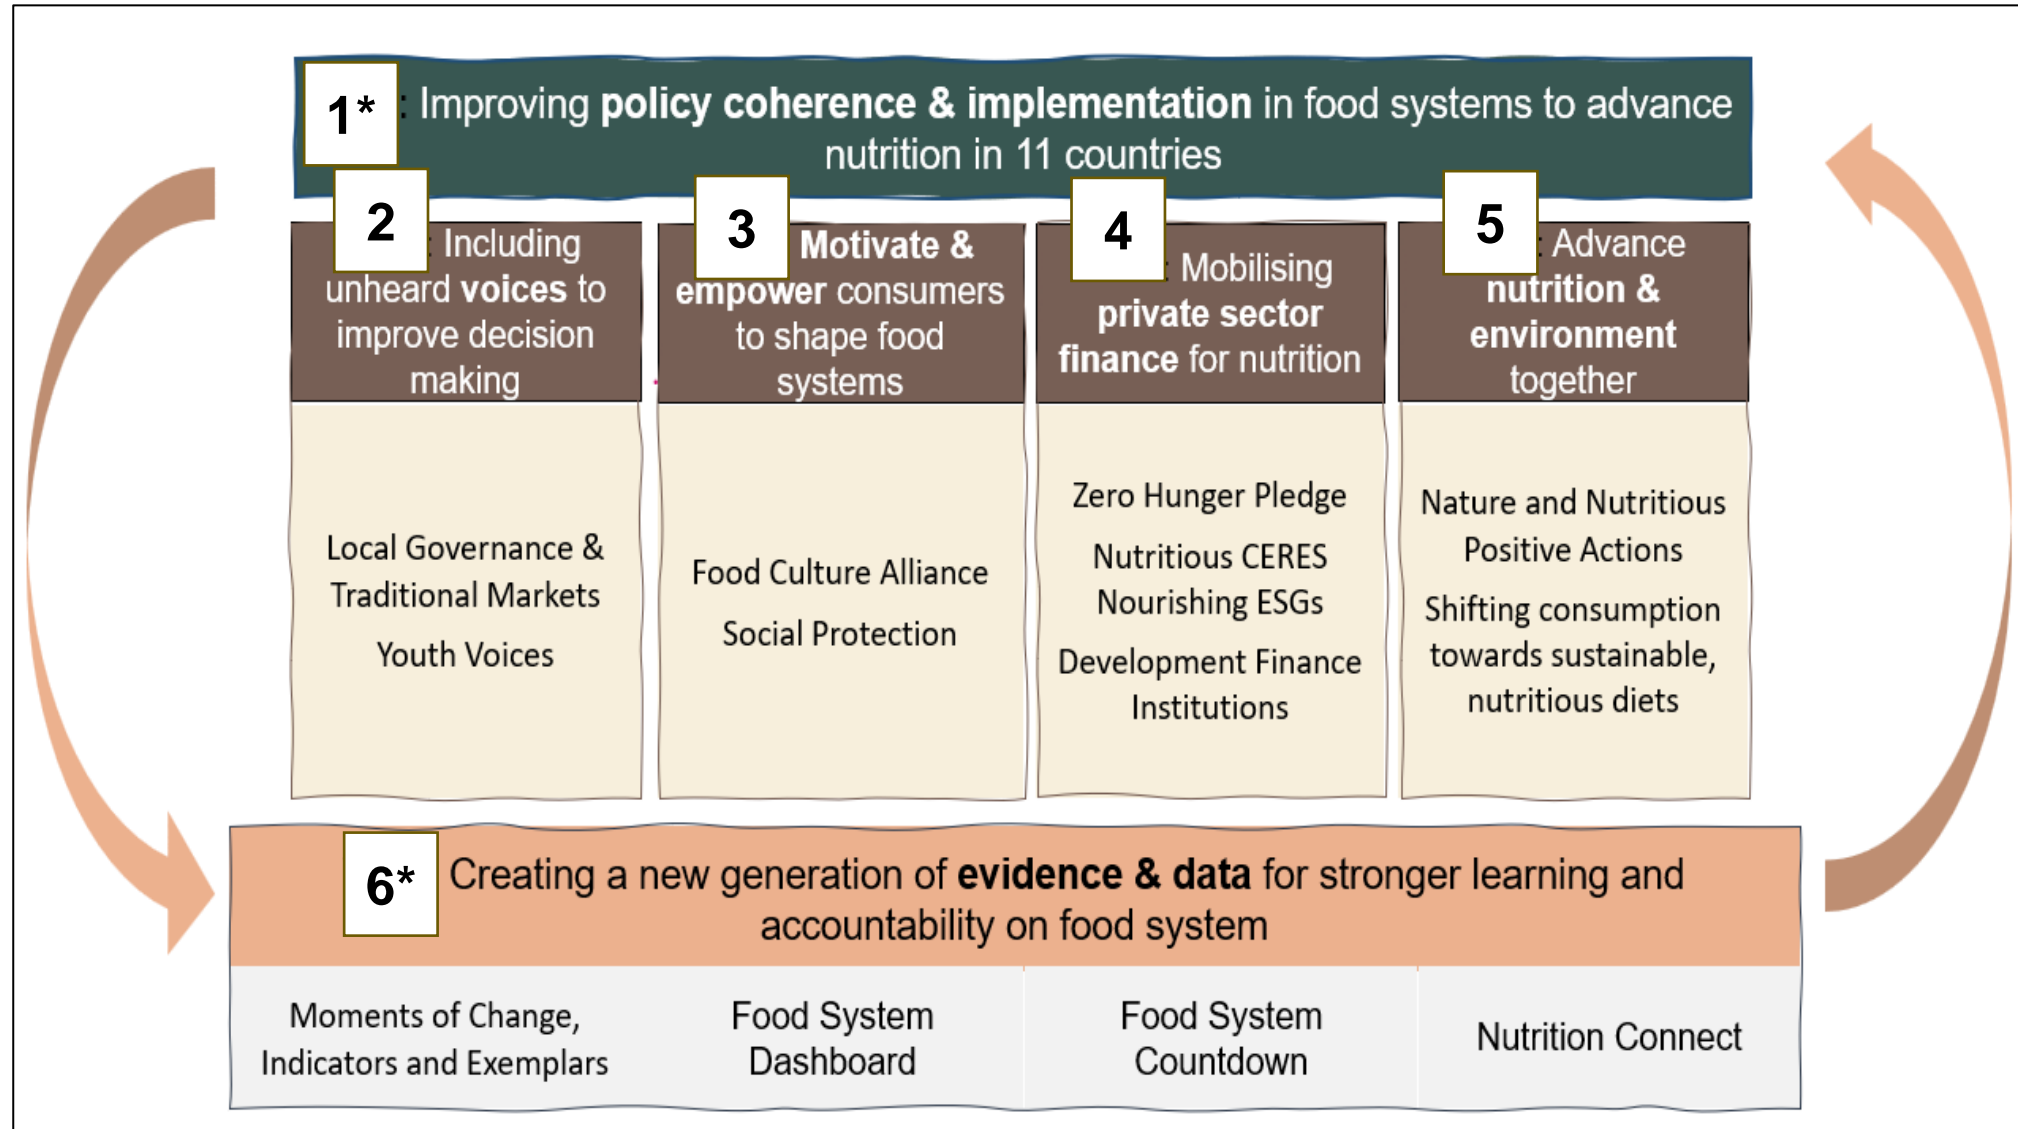 1* : Improving policy coherence & implementation in food systems to advance
nutrition in 11 countries
2 : Including
unheard voices to
improve decision
making
Local Governance &
Traditional Markets
Youth Voices
3 Motivate &
empower consumers
to shape food
systems
Food Culture Alliance
Social Protection
4 : Mobilising
private sector
finance for nutrition
Zero Hunger Pledge
Nutritious CERES
Nourishing ESGs
Development Finance
Institutions
5 : Advance
nutrition &
environment
together
Nature and Nutritious
Positive Actions
Shifting consumption
towards sustainable,
nutritious diets
6* Creating a new generation of evidence & data for stronger learning and
accountability on food system
Moments of Change,
Indicators and Exemplars
Food System
Dashboard
Food System
Countdown
Nutrition Connect